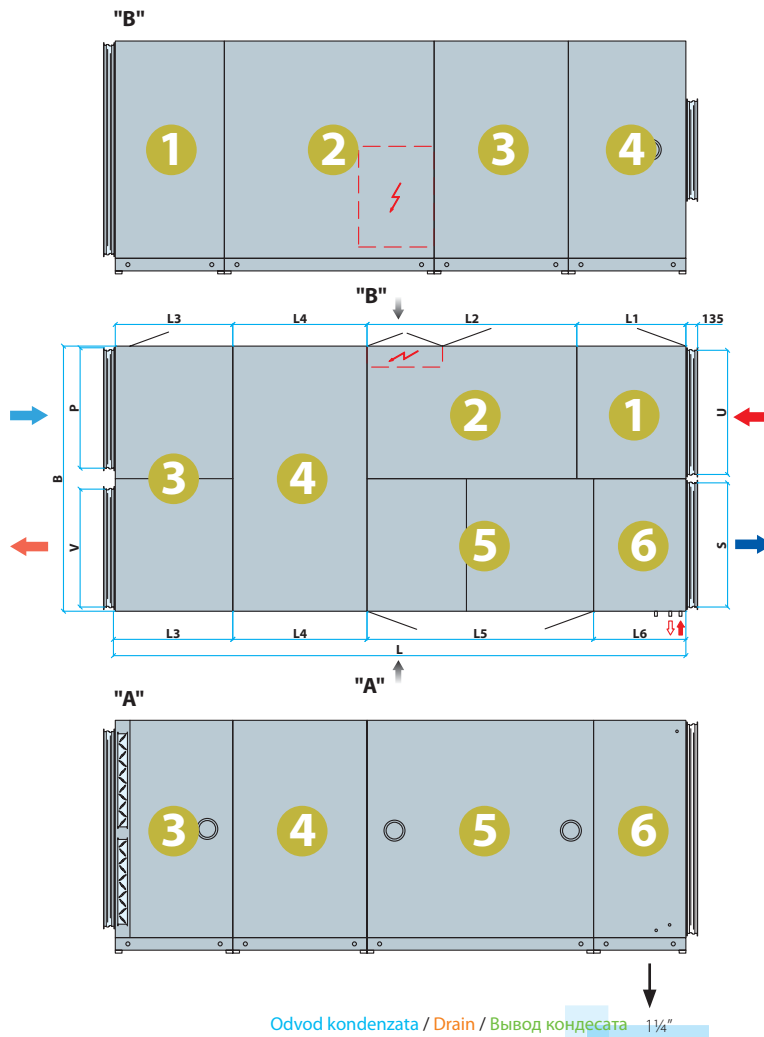 "B"
1 2 3 4
"B"
L3 L4 L2 L1 135
P B 2 1 U
3 4
V 5 6 S
L3 L4 L5 L6
L
"A" "A"
3 4 5 6
Odvod kondenzata / Drain / Вывод кондесата 1¼"